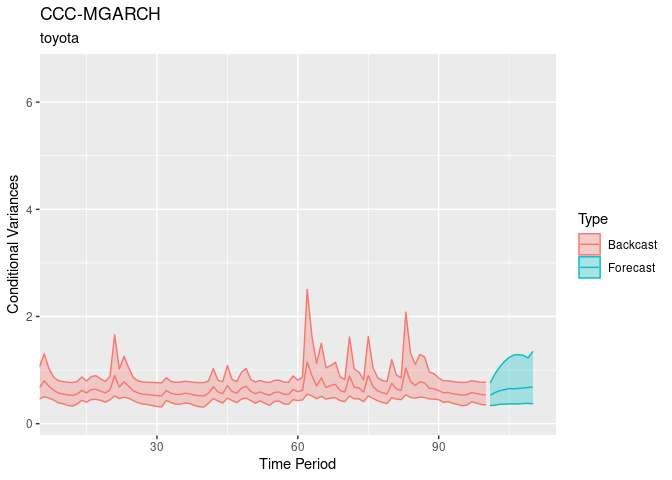 CCC-MGARCH
toyota
6
4
2
0
Conditional Variances
30
60
90
Time Period
Type
Backcast
Forecast